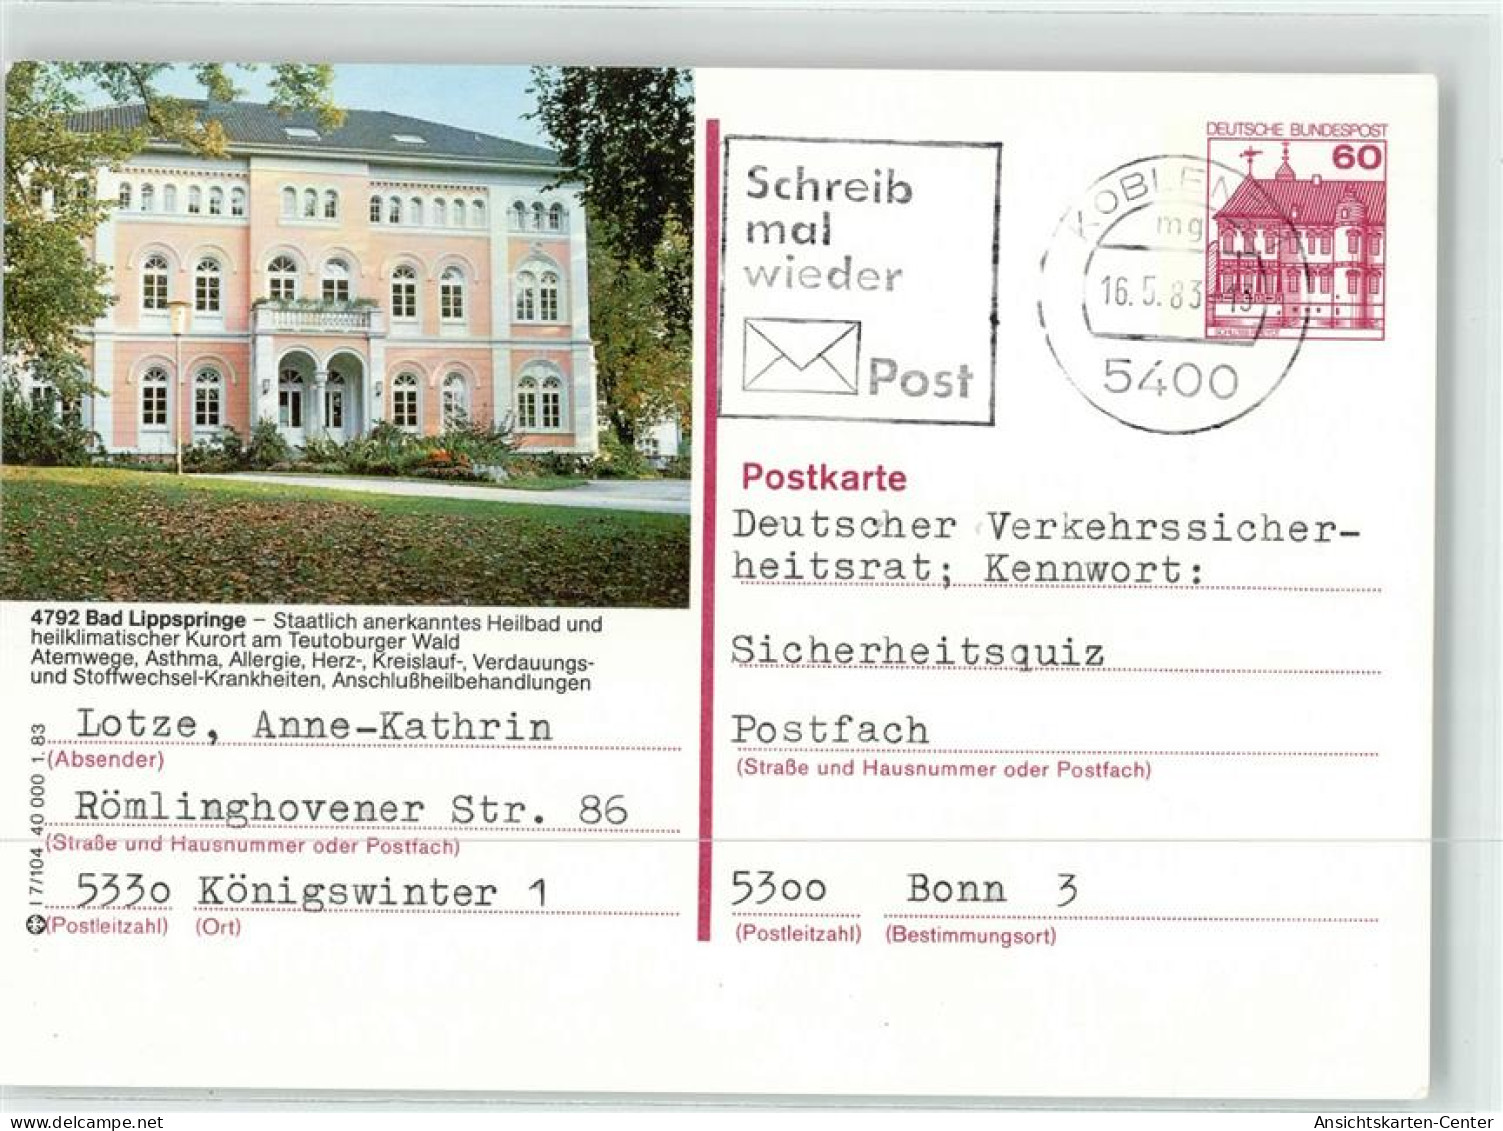 DEUTSCHE BUNDESPOST
60
Schreib
mal
wieder
Post
mg
16.5.83
5400
4792 Bad Lippspringe – Staatlich anerkanntes Heilbad und
heilklimatischer Kurort am Teutoburger Wald
Atemwege, Asthma, Allergie, Herz-, Kreislauf-, Verdauungs-
und Stoffwechsel-Krankheiten, Anschlußheilbehandlungen
Lotze, Anne-Kathrin
(Absender)
Römlinghovener Str. 86
(Straße und Hausnummer oder Postfach)
533o Königswinter 1
(Postleitzahl) (Ort)
I 7/104 40 000 1.83
Postkarte
Deutscher Verkehrssicher-
heitsrat; Kennwort:
Sicherheitsquiz
Postfach
(Straße und Hausnummer oder Postfach)
53oo Bonn 3
(Postleitzahl) (Bestimmungsort)
www.ansichtskarten-center.de
Ansichtskarten-Center